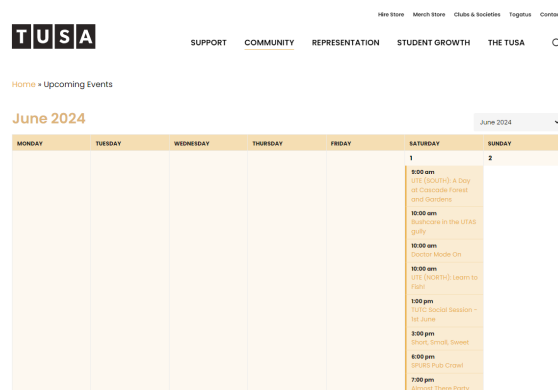 Hire Store Merch Store Clubs & Societies Togatus
TUSA
SUPPORT COMMUNITY REPRESENTATION STUDENT GROWTH THE TUSA
Home » Upcoming Events
June 2024
June 2024
MONDAY TUESDAY WEDNESDAY THURSDAY FRIDAY SATURDAY SUNDAY
1 2
9:00 am
UTE (SOUTH): A Day
at Cascade Forest
and Gardens
10:00 am
Bushcare in the UTAS
gully
10:00 am
Doctor Mode On
10:00 am
UTE (NORTH): Learn to
Fish!
1:00 pm
TUTC Social Session –
1st June
3:00 pm
Short, Small, Sweet
6:00 pm
SPURS Pub Crawl
7:00 pm
Almost There Party